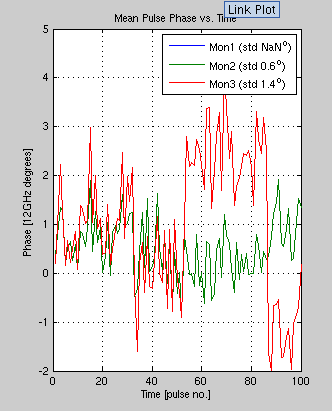 Link Plot
Mean Pulse Phase vs. Time
Mon1 (std NaN°)
Mon2 (std 0.6°)
Mon3 (std 1.4°)
Phase [12GHz degrees]
5
4
3
2
1
0
-1
-2
0 20 40 60 80 100
Time [pulse no.]